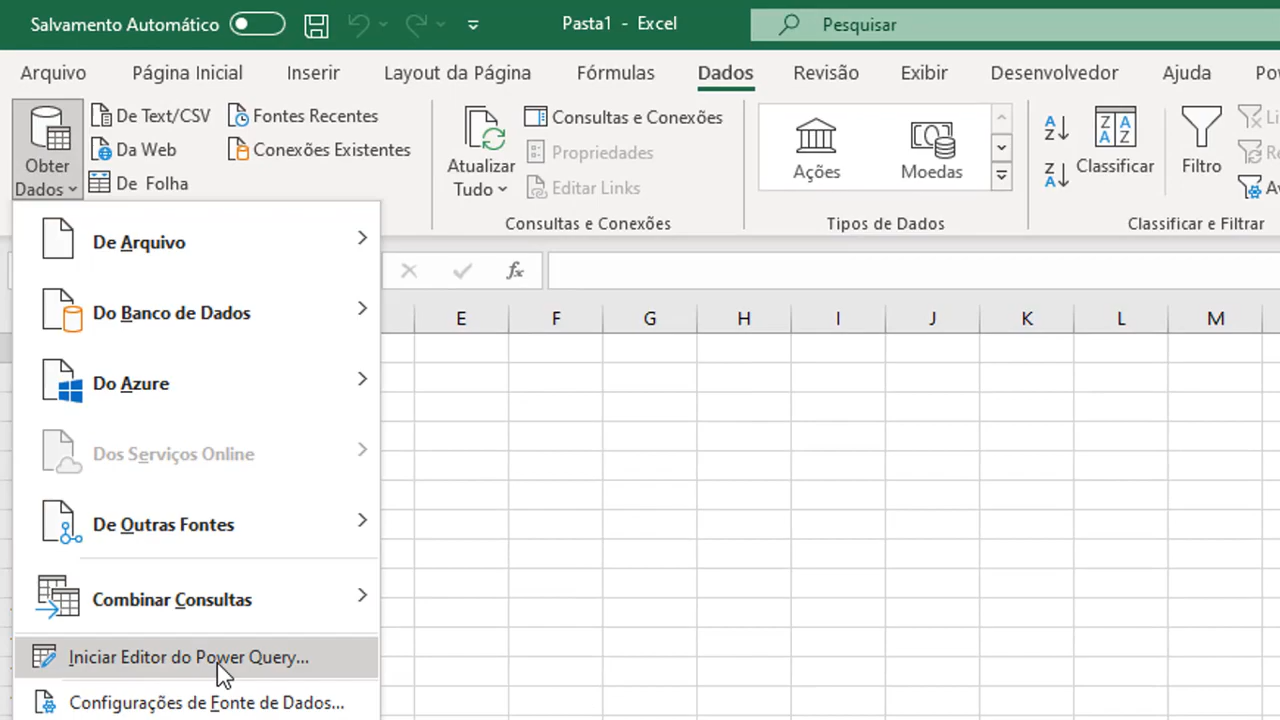 Salvamento Automático
Pasta1 - Excel
Pesquisar
Arquivo Página Inicial Inserir Layout da Página Fórmulas Dados Revisão Exibir Desenvolvedor Ajuda
Obter Dados
De Text/CSV
Da Web
De Folha
Fontes Recentes
Conexões Existentes
Atualizar Tudo
Consultas e Conexões
Propriedades
Editar Links
Consultas e Conexões
Ações
Moedas
Tipos de Dados
Classificar
Filtro
Classificar e Filtrar
De Arquivo
Do Banco de Dados
Do Azure
Dos Serviços Online
De Outras Fontes
Combinar Consultas
Iniciar Editor do Power Query...
Configurações de Fonte de Dados...
fx
E F G H I J K L M